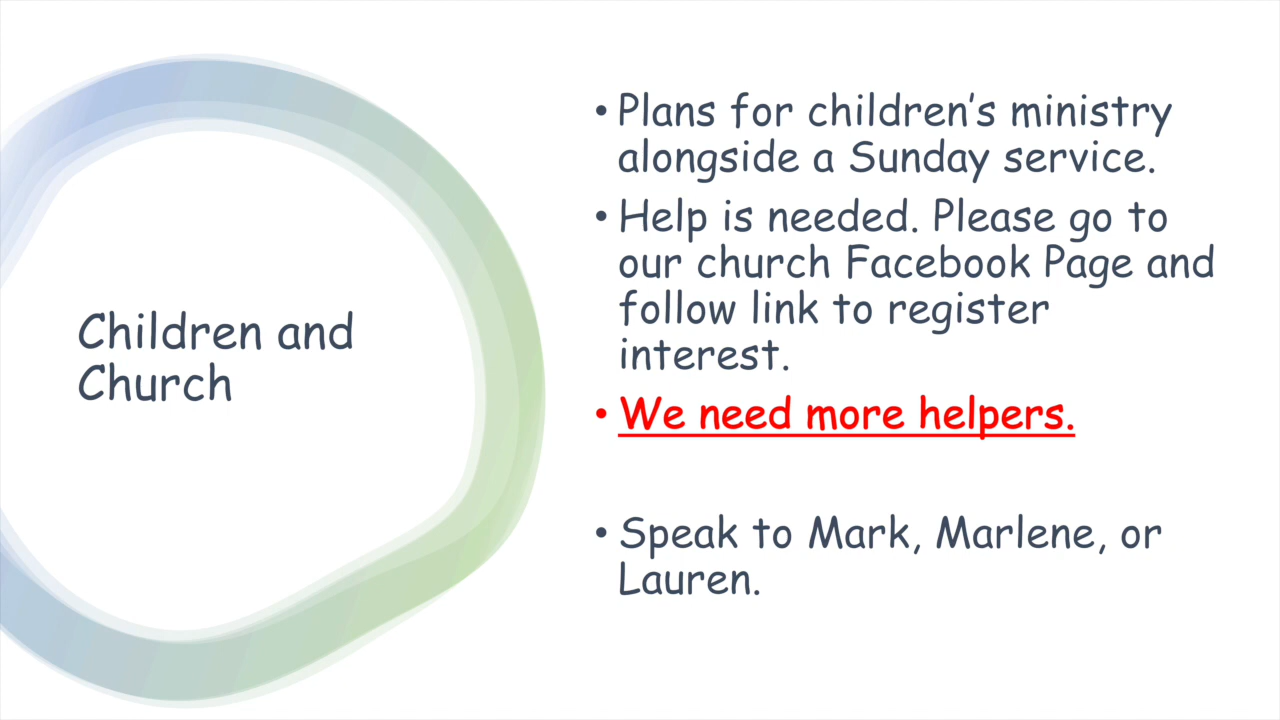 Children and
Church
• Plans for children’s ministry
alongside a Sunday service.
• Help is needed. Please go to
our church Facebook Page and
follow link to register
interest.
• We need more helpers.
• Speak to Mark, Marlene, or
Lauren.